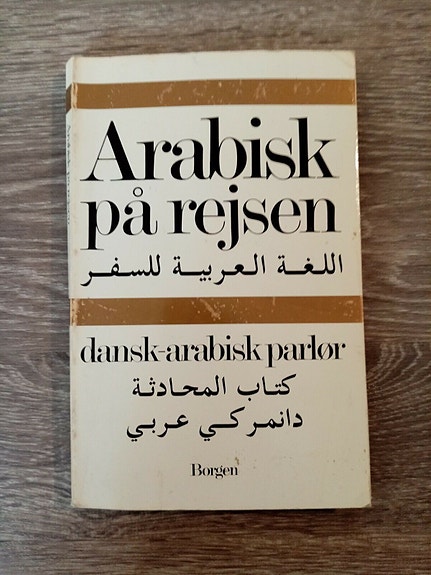 Arabisk
på rejsen
اللغة العربية للسفر
dansk-arabisk parlør
كتاب المحادثة
دانمركي عربي
Borgen